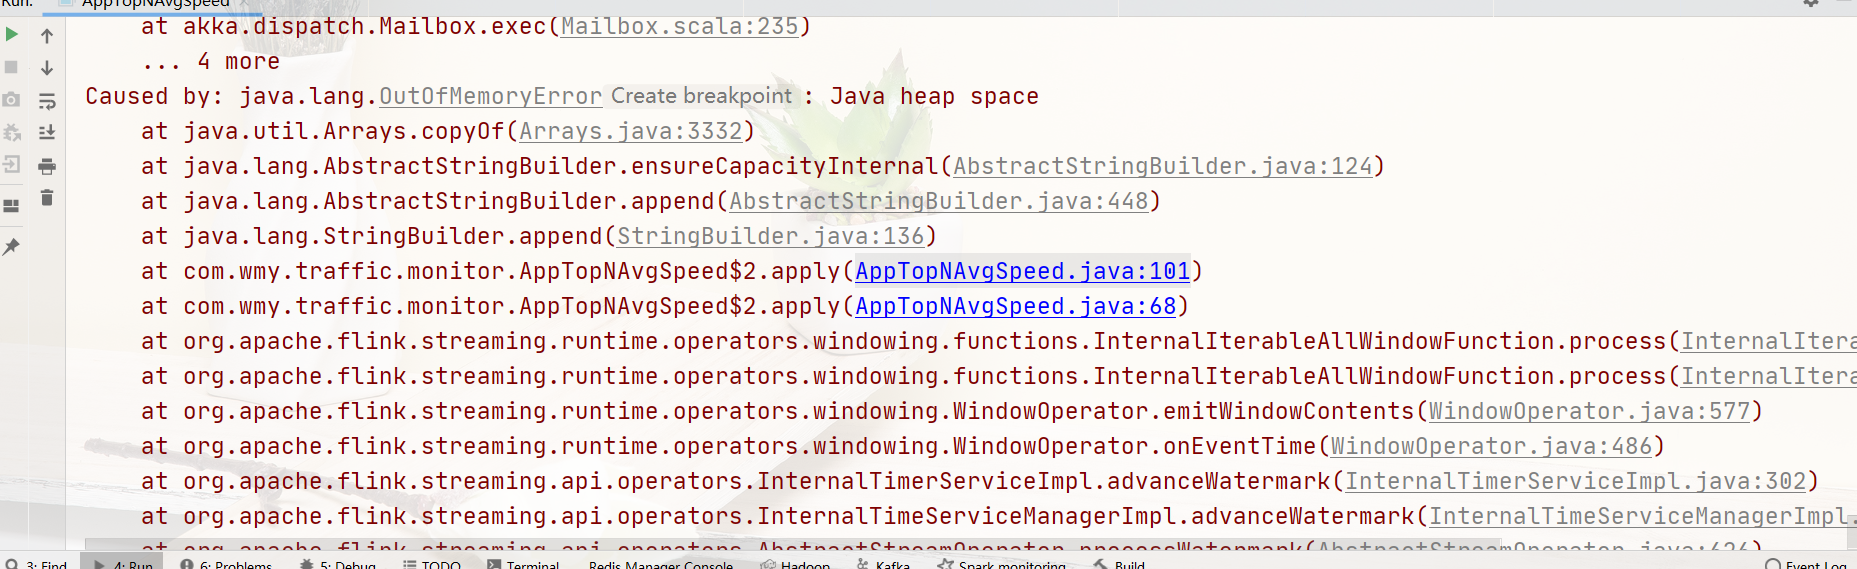 Run: AppTopNAvgSpeed
at akka.dispatch.Mailbox.exec(Mailbox.scala:235)
... 4 more
Caused by: java.lang.OutOfMemoryError Create breakpoint : Java heap space
at java.util.Arrays.copyOf(Arrays.java:3332)
at java.lang.AbstractStringBuilder.ensureCapacityInternal(AbstractStringBuilder.java:124)
at java.lang.AbstractStringBuilder.append(AbstractStringBuilder.java:448)
at java.lang.StringBuilder.append(StringBuilder.java:136)
at com.wmy.traffic.monitor.AppTopNAvgSpeed$2.apply(AppTopNAvgSpeed.java:101)
at com.wmy.traffic.monitor.AppTopNAvgSpeed$2.apply(AppTopNAvgSpeed.java:68)
at org.apache.flink.streaming.runtime.operators.windowing.functions.InternalIterableAllWindowFunction.process(InternalItera
at org.apache.flink.streaming.runtime.operators.windowing.functions.InternalIterableAllWindowFunction.process(InternalItera
at org.apache.flink.streaming.runtime.operators.windowing.WindowOperator.emitWindowContents(WindowOperator.java:577)
at org.apache.flink.streaming.runtime.operators.windowing.WindowOperator.onEventTime(WindowOperator.java:486)
at org.apache.flink.streaming.api.operators.InternalTimerServiceImpl.advanceWatermark(InternalTimerServiceImpl.java:302)
at org.apache.flink.streaming.api.operators.InternalTimeServiceManagerImpl.advanceWatermark(InternalTimeServiceManagerImpl.
at org.apache.flink.streaming.api.operators.AbstractStreamOperator.processWatermark(AbstractStreamOperator.java:626)
3: Find 4: Run 6: Problems 5: Debug TODO Terminal Redis Manager Console Hadoop Kafka Spark monitoring Build Event Log